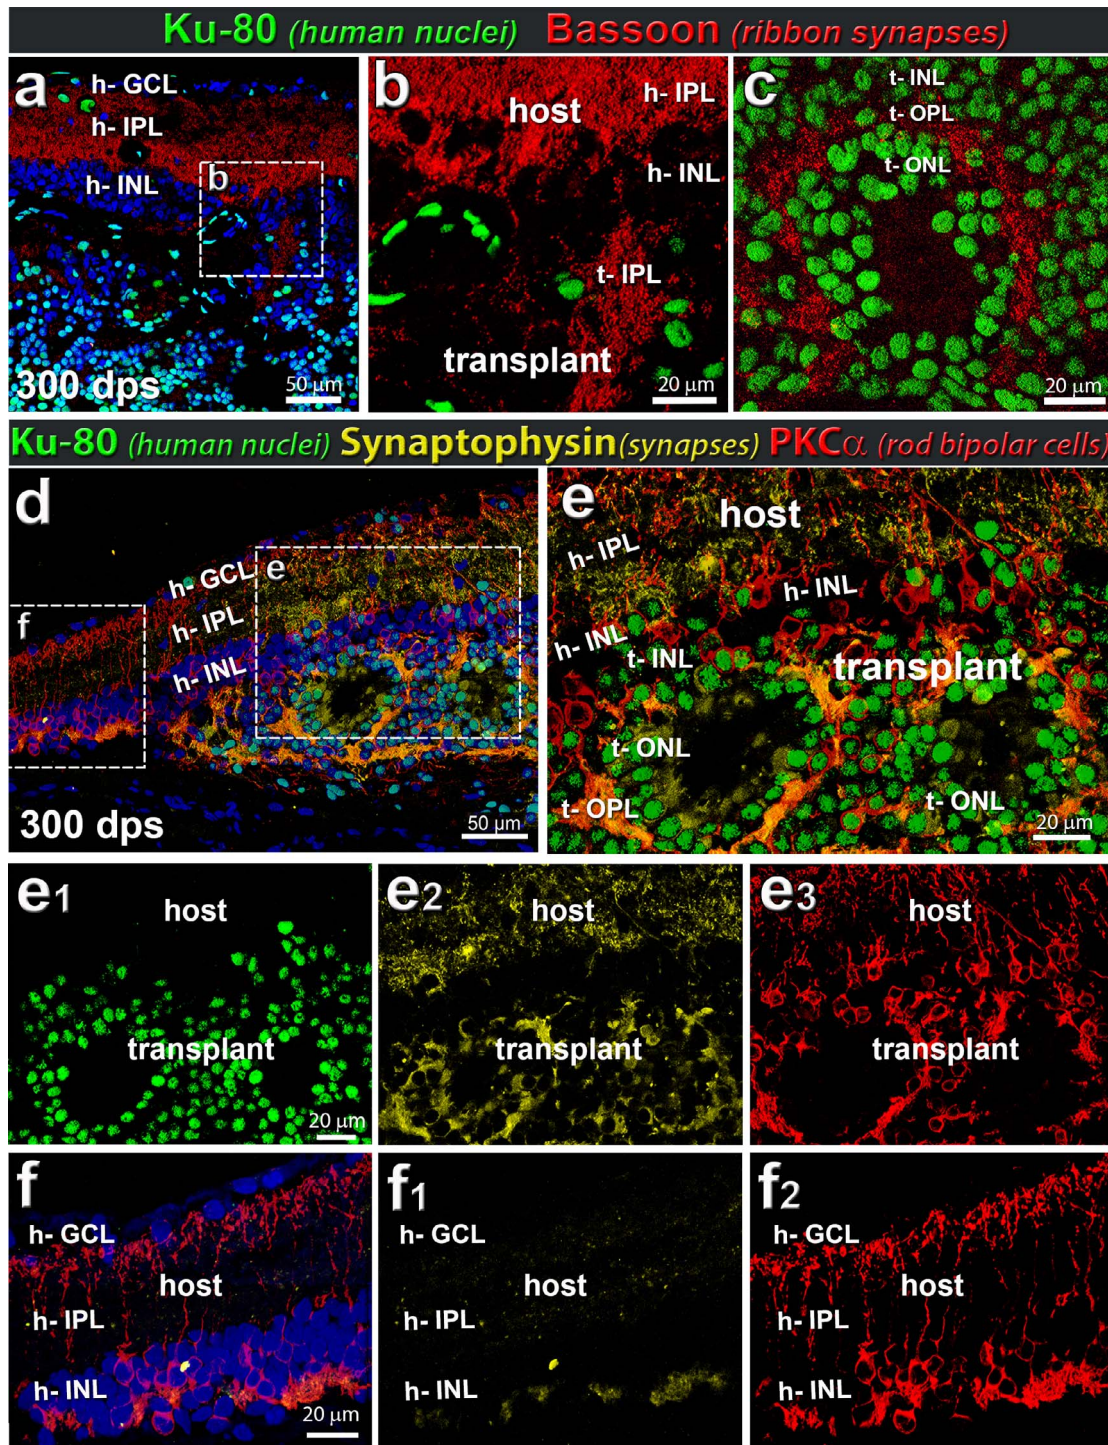 Ku-80 (human nuclei) Bassoon (ribbon synapses)
a
h- GCL
h- IPL
h- INL
b
300 dps
50 µm
b
host
h- IPL
h- INL
t- IPL
transplant
20 µm
c
t- INL
t- OPL
t- ONL
20 µm
Ku-80 (human nuclei) Synaptophysin (synapses) PKCα (rod bipolar cells)
d
e
h- GCL
f
h- IPL
h- INL
300 dps
50 µm
e
host
h- IPL
h- INL
h- INL
t- INL
transplant
t- ONL
t- OPL
t- ONL
20 µm
e1
host
transplant
20 µm
e2
host
transplant
e3
host
transplant
f
h- GCL
host
h- IPL
h- INL
20 µm
f1
h- GCL
host
h- IPL
h- INL
f2
h- GCL
host
h- IPL
h- INL